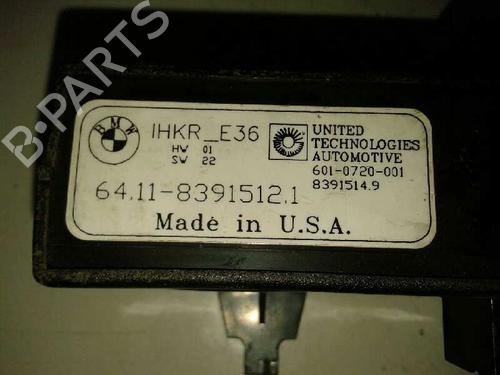 B-PARTS
BMW
IHKR_E36
HW 01
SW 22
UNITED
TECHNOLOGIES
AUTOMOTIVE
601-0720-001
8391514.9
64.11-8391512.1
Made in U.S.A.